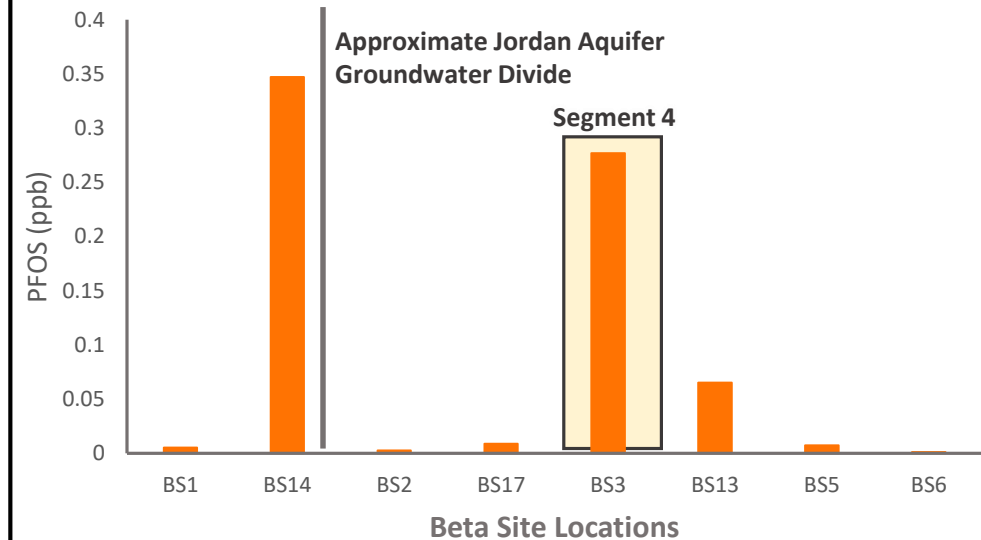 0.4
Approximate Jordan Aquifer
Groundwater Divide
0.35
0.3
Segment 4
0.25
0.2
0.15
0.1
0.05
0
PFOS (ppb)
BS1 BS14 BS2 BS17 BS3 BS13 BS5 BS6
Beta Site Locations